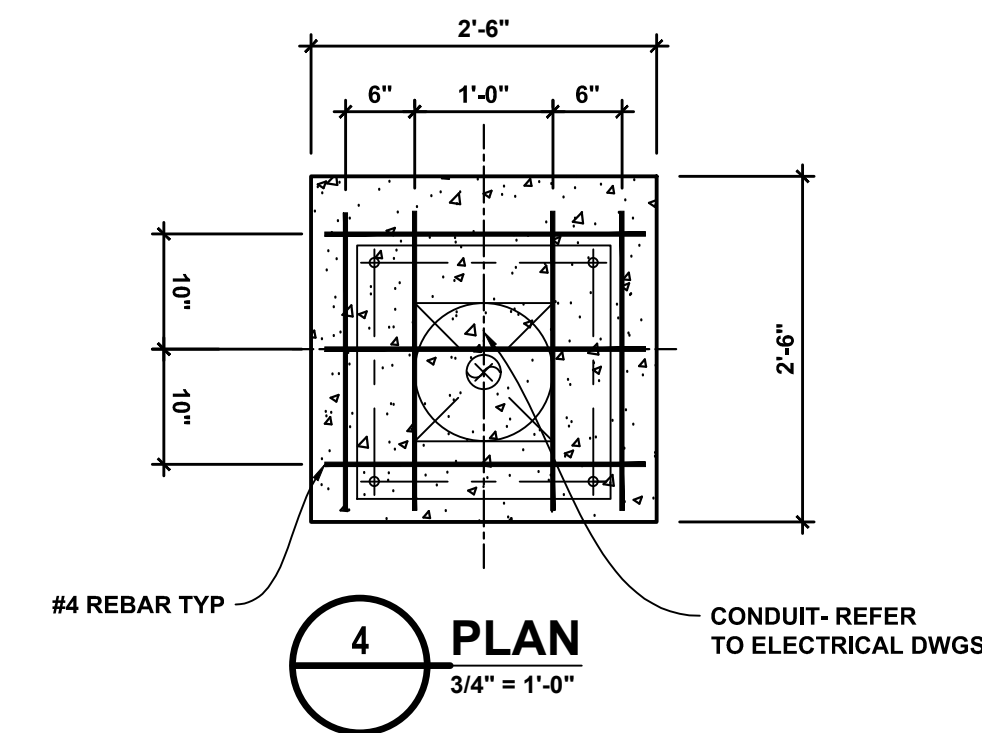 2'-6"
6"
1'-0"
6"
10"
10"
2'-6"
#4 REBAR TYP
CONDUIT- REFER
TO ELECTRICAL DWGS
4
PLAN
3/4" = 1'-0"